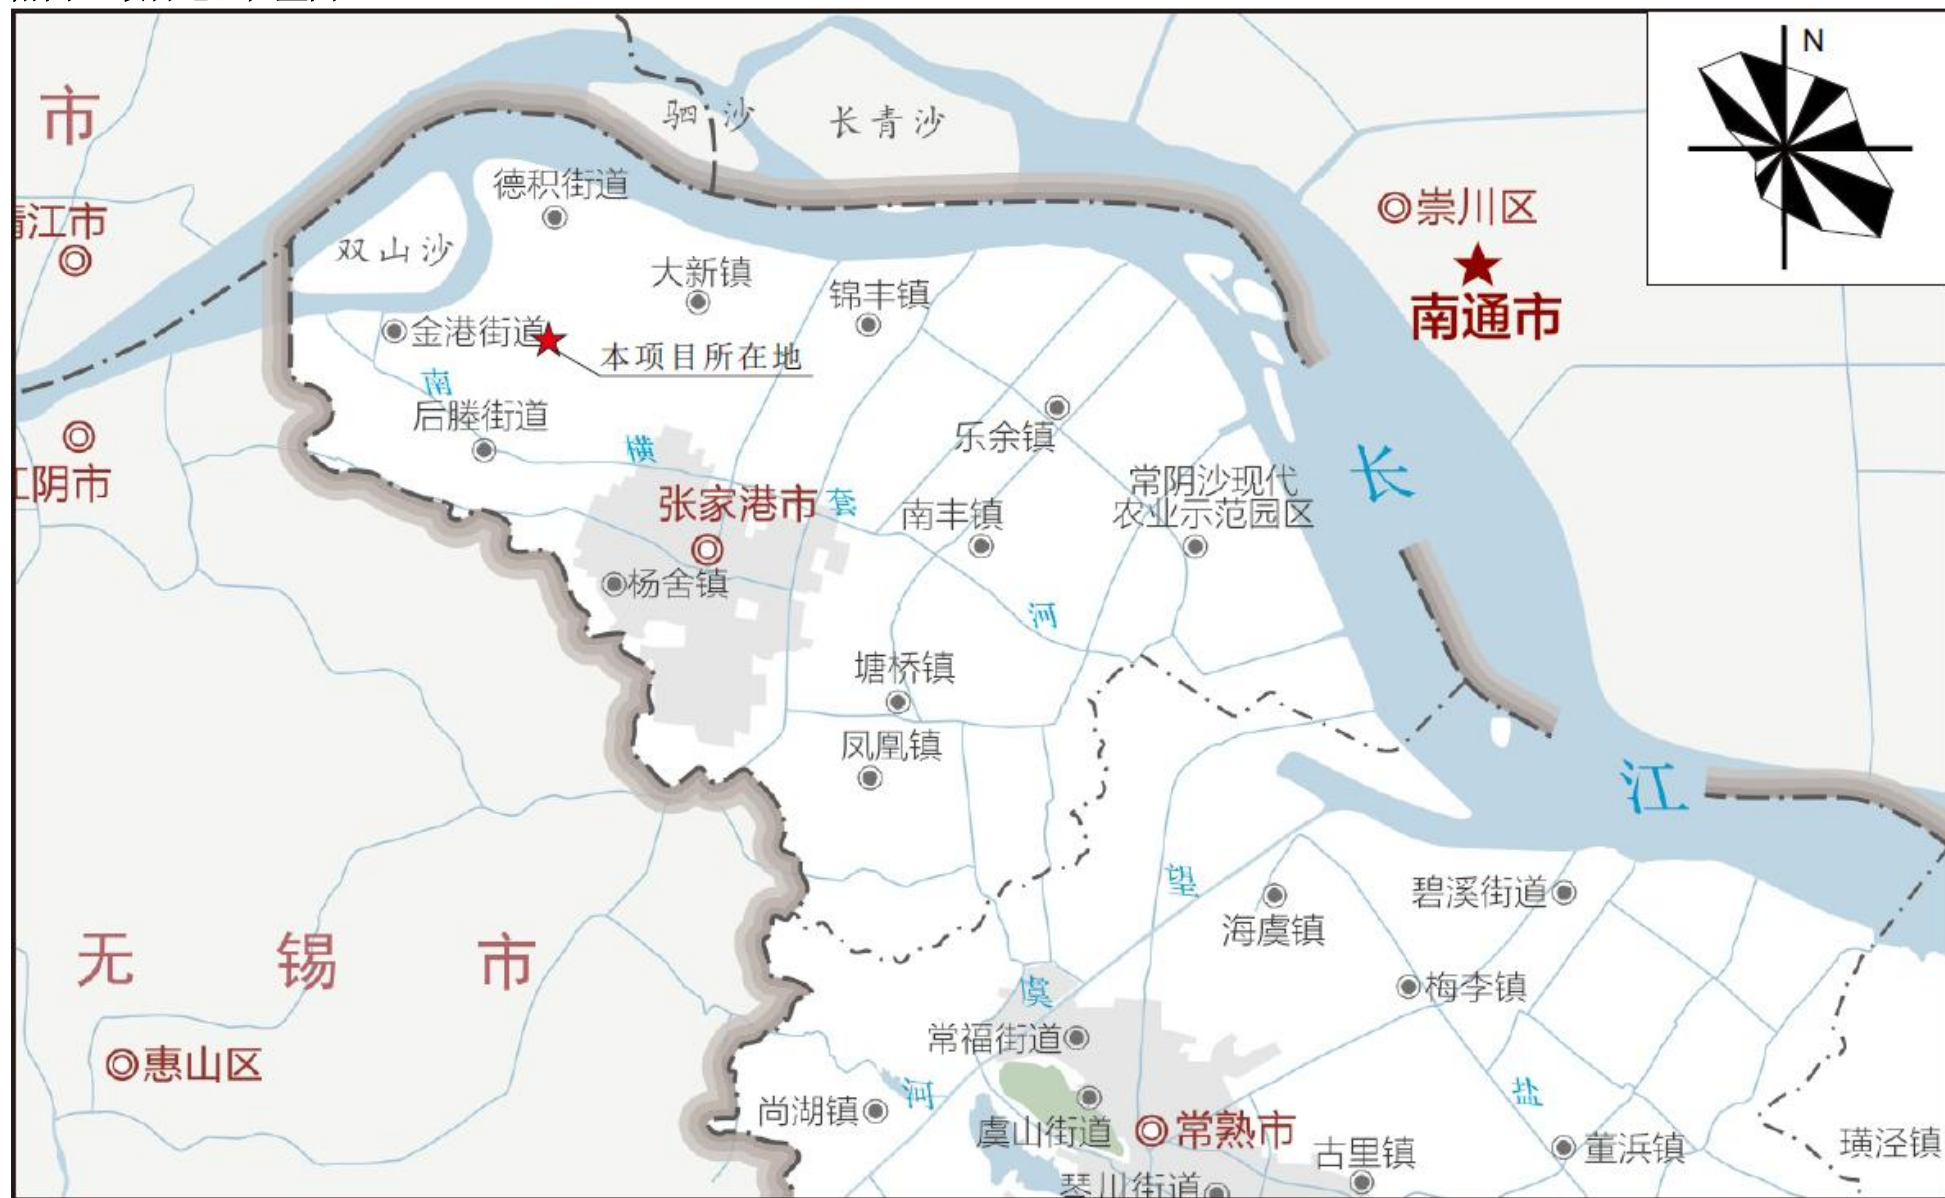 N
市
驷沙
长青沙
德积街道
崇川区
靖江市
双山沙
大新镇
锦丰镇
南通市
金港街道
本项目所在地
南
后塍街道
横
乐余镇
长
江阴市
张家港市
套
南丰镇
常阴沙现代
农业示范园区
杨舍镇
河
塘桥镇
凤凰镇
江
望
海虞镇
碧溪街道
无锡市
虞
梅李镇
常福街道
惠山区
河
尚湖镇
盐
虞山街道
常熟市
古里镇
董浜镇
璜泾镇
琴川街道